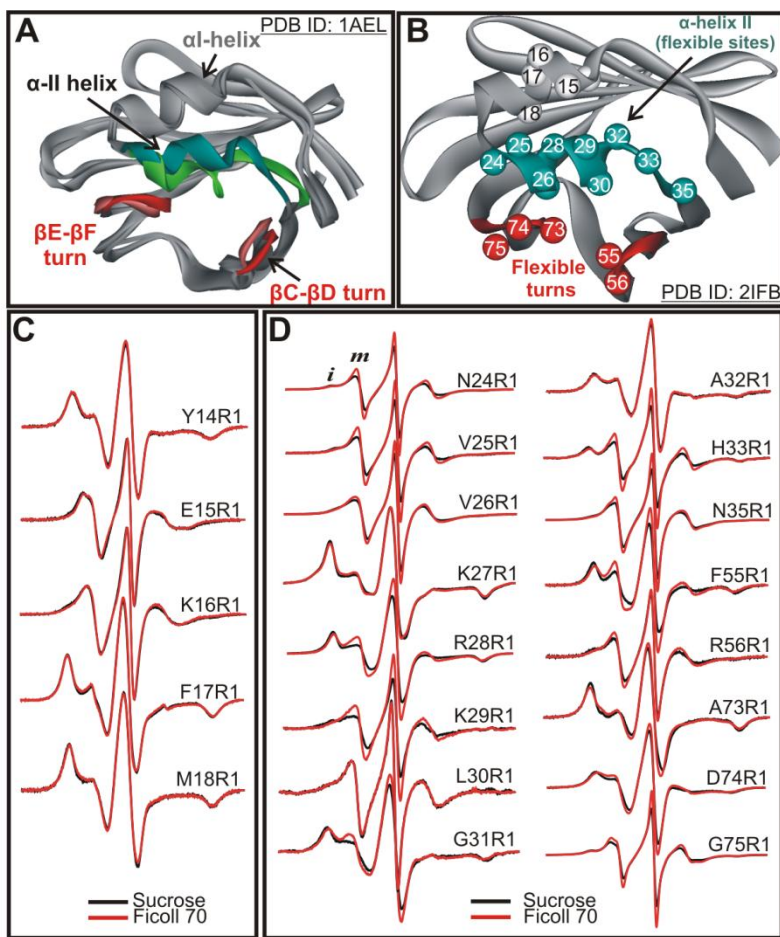 A
αI-helix
PDB ID: 1AEL
α-II helix
βE-βF
turn
βC-βD turn
B
α-helix II
(flexible sites)
16
17
15
18
25
28
29
32
24
33
26
30
35
74
73
75
55
56
Flexible
turns
PDB ID: 2IFB
C
Y14R1
E15R1
K16R1
F17R1
M18R1
Sucrose
Ficoll 70
D
i
m
N24R1
V25R1
V26R1
K27R1
R28R1
K29R1
L30R1
G31R1
A32R1
H33R1
N35R1
F55R1
R56R1
A73R1
D74R1
G75R1
Sucrose
Ficoll 70